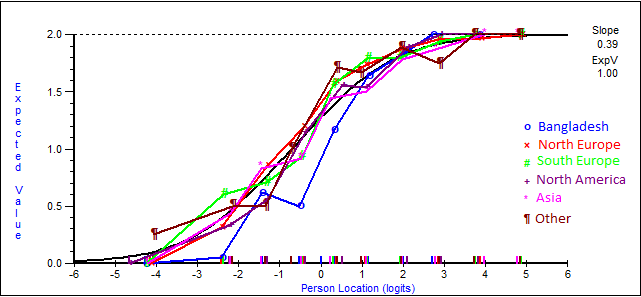 Slope
0.39
ExpV
1.00
Expected Value
2.0
1.5
1.0
0.5
0.0
-6 -5 -4 -3 -2 -1 0 1 2 3 4 5 6
Person Location (logits)
Bangladesh
North Europe
South Europe
North America
Asia
Other